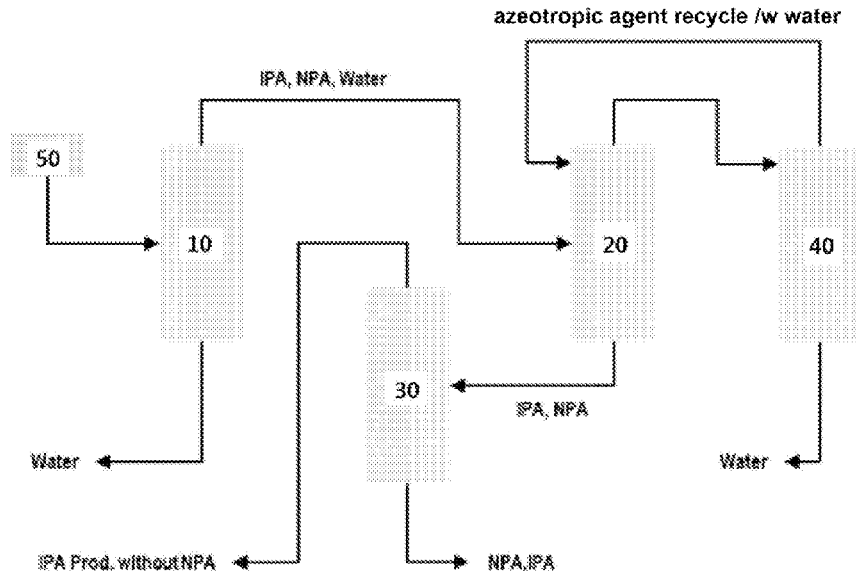 azeotropic agent recycle /w water
IPA, NPA, Water
50
10
20
40
30
IPA, NPA
Water
Water
IPA Prod. without NPA
NPA,IPA